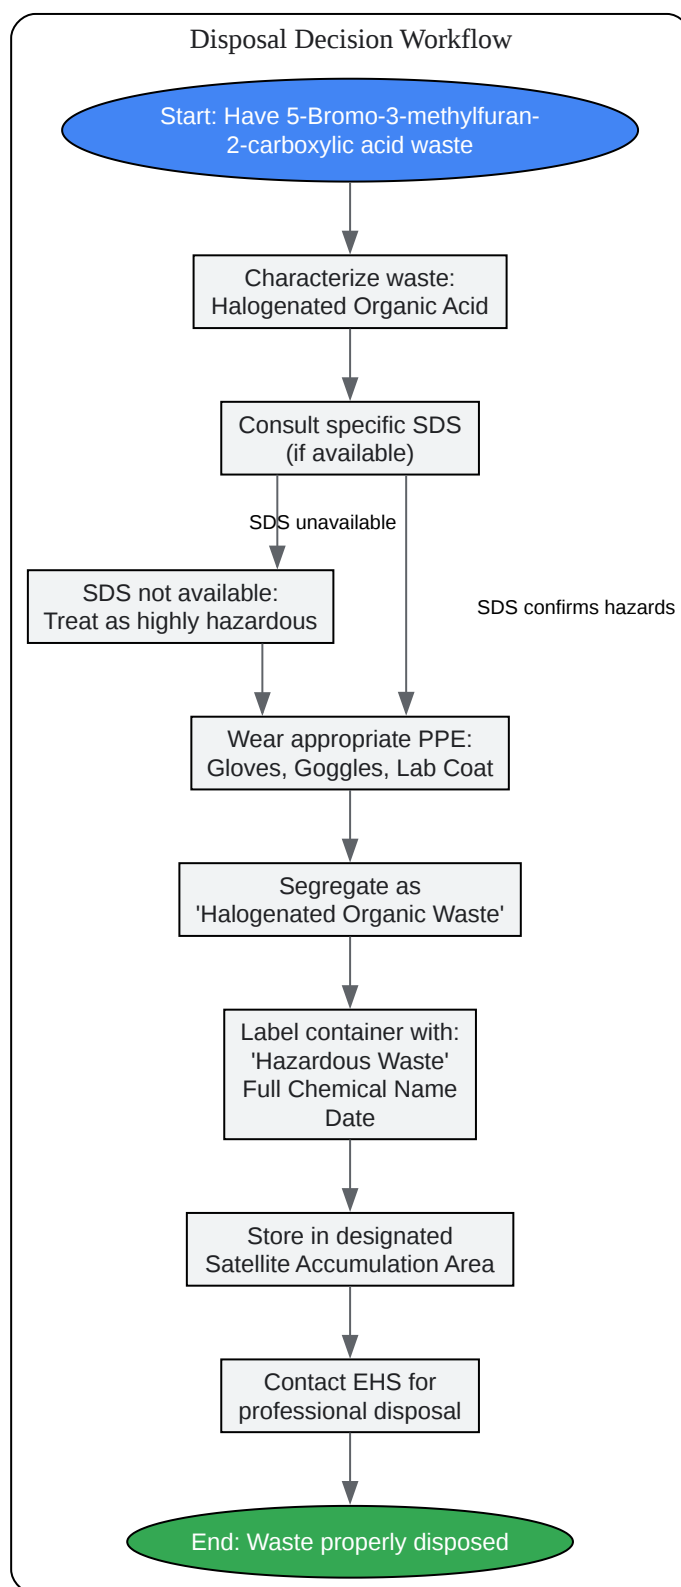 Disposal Decision Workflow
Start: Have 5-Bromo-3-methylfuran-
2-carboxylic acid waste
Characterize waste:
Halogenated Organic Acid
Consult specific SDS
(if available)
SDS unavailable
SDS not available:
Treat as highly hazardous
SDS confirms hazards
Wear appropriate PPE:
Gloves, Goggles, Lab Coat
Segregate as
'Halogenated Organic Waste'
Label container with:
'Hazardous Waste'
Full Chemical Name
Date
Store in designated
Satellite Accumulation Area
Contact EHS for
professional disposal
End: Waste properly disposed